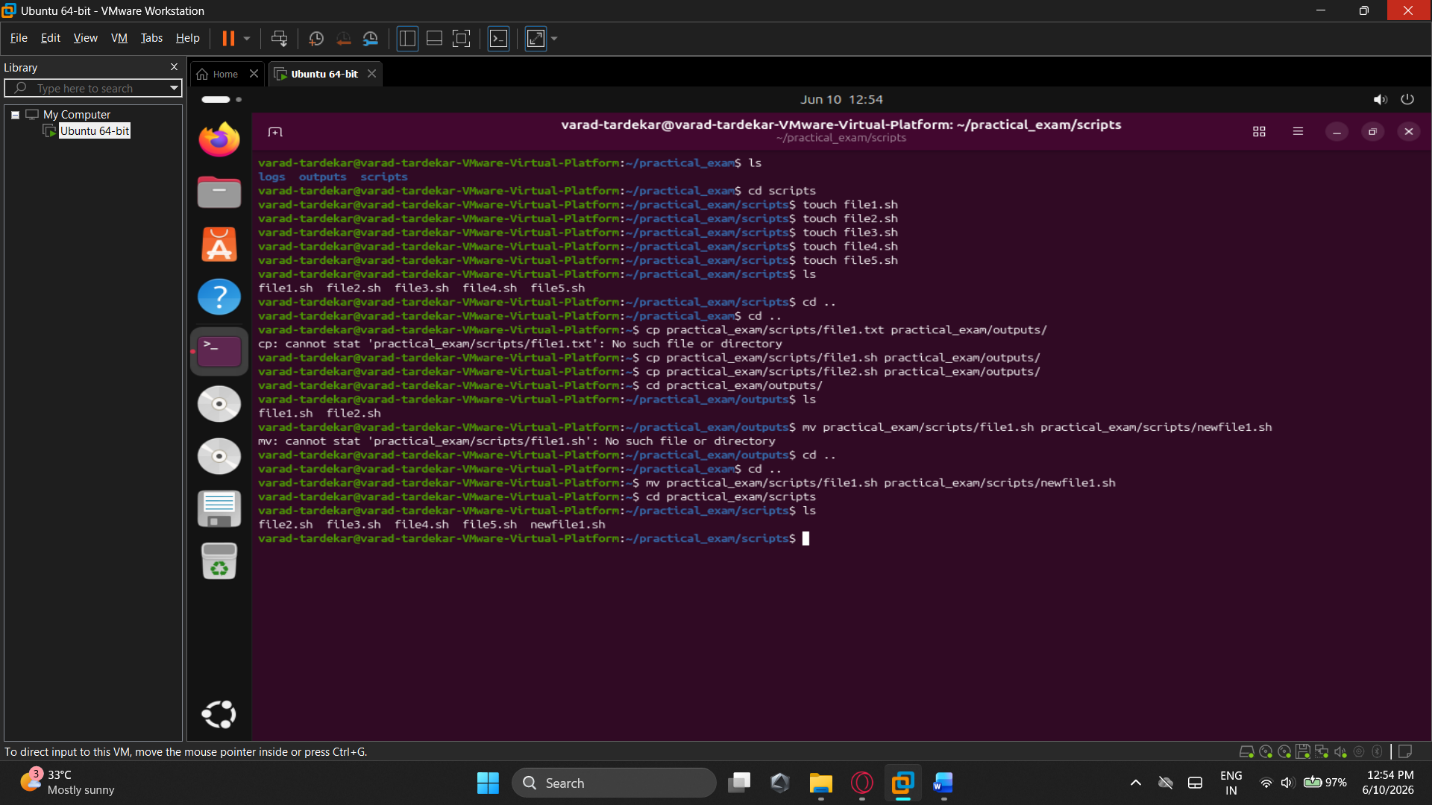 Ubuntu 64-bit - VMware Workstation
File Edit View VM Tabs Help
Library
Type here to search
My Computer
Ubuntu 64-bit
Home
Ubuntu 64-bit
Jun 10 12:54
varad-tardekar@varad-tardekar-VMware-Virtual-Platform: ~/practical_exam/scripts
~/practical_exam/scripts
varad-tardekar@varad-tardekar-VMware-Virtual-Platform:~/practical_exam$ ls
logs outputs scripts
varad-tardekar@varad-tardekar-VMware-Virtual-Platform:~/practical_exam$ cd scripts
varad-tardekar@varad-tardekar-VMware-Virtual-Platform:~/practical_exam/scripts$ touch file1.sh
varad-tardekar@varad-tardekar-VMware-Virtual-Platform:~/practical_exam/scripts$ touch file2.sh
varad-tardekar@varad-tardekar-VMware-Virtual-Platform:~/practical_exam/scripts$ touch file3.sh
varad-tardekar@varad-tardekar-VMware-Virtual-Platform:~/practical_exam/scripts$ touch file4.sh
varad-tardekar@varad-tardekar-VMware-Virtual-Platform:~/practical_exam/scripts$ touch file5.sh
varad-tardekar@varad-tardekar-VMware-Virtual-Platform:~/practical_exam/scripts$ ls
file1.sh file2.sh file3.sh file4.sh file5.sh
varad-tardekar@varad-tardekar-VMware-Virtual-Platform:~/practical_exam/scripts$ cd ..
varad-tardekar@varad-tardekar-VMware-Virtual-Platform:~/practical_exam$ cd ..
varad-tardekar@varad-tardekar-VMware-Virtual-Platform:~$ cp practical_exam/scripts/file1.txt practical_exam/outputs/
cp: cannot stat 'practical_exam/scripts/file1.txt': No such file or directory
varad-tardekar@varad-tardekar-VMware-Virtual-Platform:~$ cp practical_exam/scripts/file1.sh practical_exam/outputs/
varad-tardekar@varad-tardekar-VMware-Virtual-Platform:~$ cp practical_exam/scripts/file2.sh practical_exam/outputs/
varad-tardekar@varad-tardekar-VMware-Virtual-Platform:~$ cd practical_exam/outputs/
varad-tardekar@varad-tardekar-VMware-Virtual-Platform:~/practical_exam/outputs$ ls
file1.sh file2.sh
varad-tardekar@varad-tardekar-VMware-Virtual-Platform:~/practical_exam/outputs$ mv practical_exam/scripts/file1.sh practical_exam/scripts/newfile1.sh
mv: cannot stat 'practical_exam/scripts/file1.sh': No such file or directory
varad-tardekar@varad-tardekar-VMware-Virtual-Platform:~/practical_exam/outputs$ cd ..
varad-tardekar@varad-tardekar-VMware-Virtual-Platform:~/practical_exam$ cd ..
varad-tardekar@varad-tardekar-VMware-Virtual-Platform:~$ mv practical_exam/scripts/file1.sh practical_exam/scripts/newfile1.sh
varad-tardekar@varad-tardekar-VMware-Virtual-Platform:~$ cd practical_exam/scripts
varad-tardekar@varad-tardekar-VMware-Virtual-Platform:~/practical_exam/scripts$ ls
file2.sh file3.sh file4.sh file5.sh newfile1.sh
varad-tardekar@varad-tardekar-VMware-Virtual-Platform:~/practical_exam/scripts$
To direct input to this VM, move the mouse pointer inside or press Ctrl+G.
3
33°C
Mostly sunny
Search
ENG
IN
97%
12:54 PM
6/10/2026